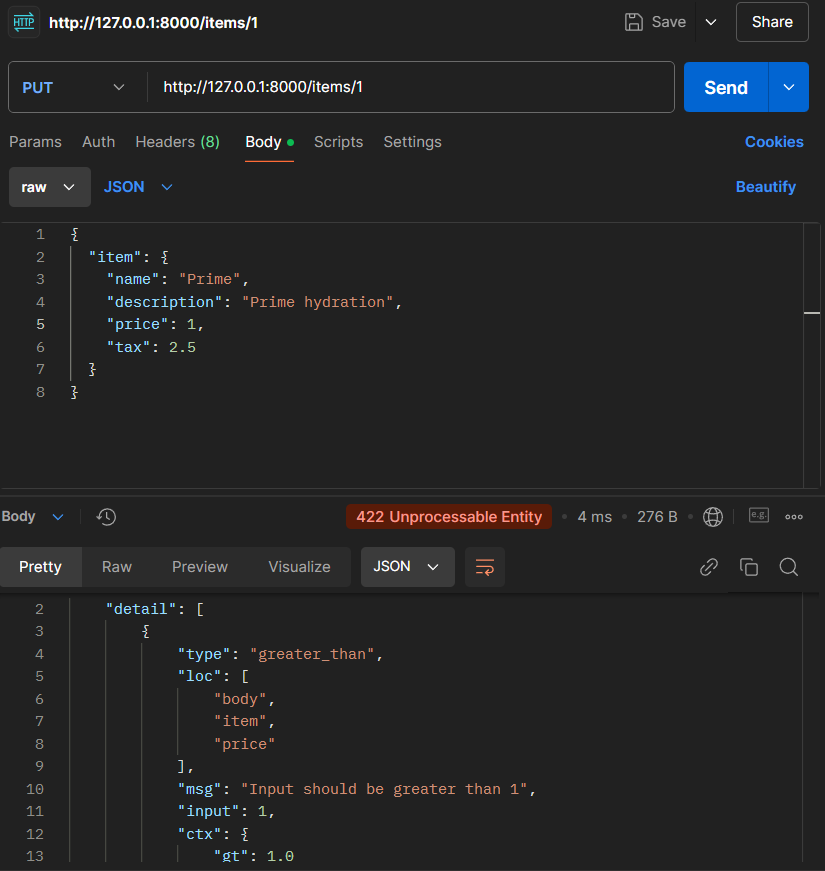 HTTP http://127.0.0.1:8000/items/1 Save Share
PUT http://127.0.0.1:8000/items/1 Send
Params Auth Headers (8) Body Scripts Settings Cookies
raw JSON Beautify
1 {
2 "item": {
3 "name": "Prime",
4 "description": "Prime hydration",
5 "price": 1,
6 "tax": 2.5
7 }
8 }
Body 422 Unprocessable Entity 4 ms 276 B e.g.
Pretty Raw Preview Visualize JSON
2 "detail": [
3 {
4 "type": "greater_than",
5 "loc": [
6 "body",
7 "item",
8 "price"
9 ],
10 "msg": "Input should be greater than 1",
11 "input": 1,
12 "ctx": {
13 "gt": 1.0